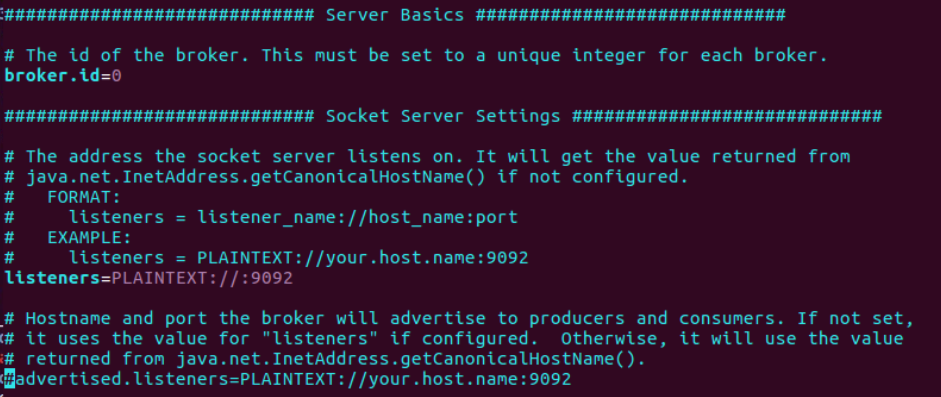 ############################# Server Basics #############################
# The id of the broker. This must be set to a unique integer for each broker.
broker.id=0
############################# Socket Server Settings #############################
# The address the socket server listens on. It will get the value returned from
# java.net.InetAddress.getCanonicalHostName() if not configured.
#   FORMAT:
#     listeners = listener_name://host_name:port
#   EXAMPLE:
#     listeners = PLAINTEXT://your.host.name:9092
listeners=PLAINTEXT://:9092
# Hostname and port the broker will advertise to producers and consumers. If not set,
# it uses the value for "listeners" if configured.  Otherwise, it will use the value
# returned from java.net.InetAddress.getCanonicalHostName().
#advertised.listeners=PLAINTEXT://your.host.name:9092